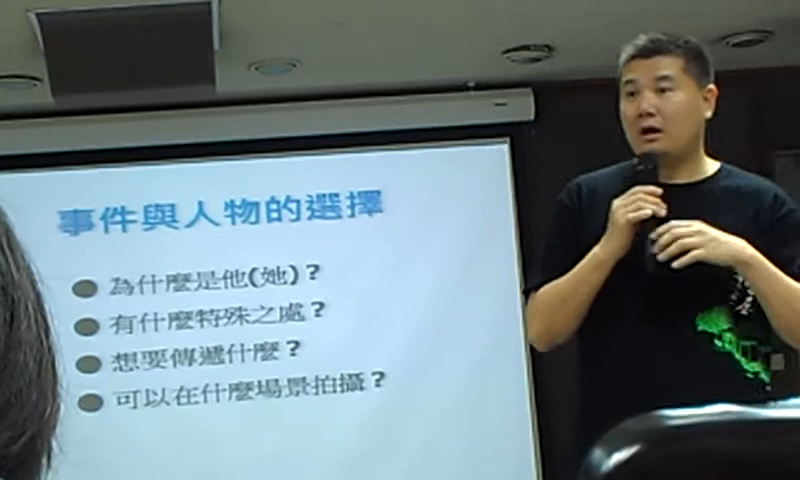 事件與人物的選擇
為什麼是他(她)？
有什麼特殊之處？
想要傳遞什麼？
可以在什麼場景拍攝？